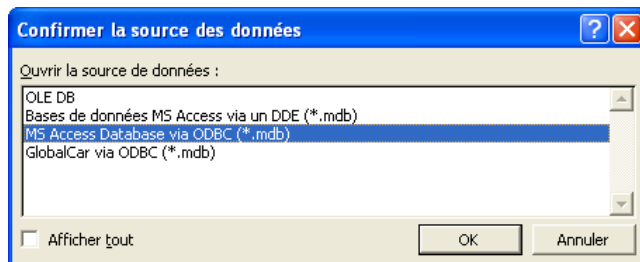 Confirmer la source des données
Ouvrir la source de données :
OLE DB
Bases de données MS Access via un DDE (*.mdb)
MS Access Database via ODBC (*.mdb)
GlobalCar via ODBC (*.mdb)
Afficher tout
OK
Annuler